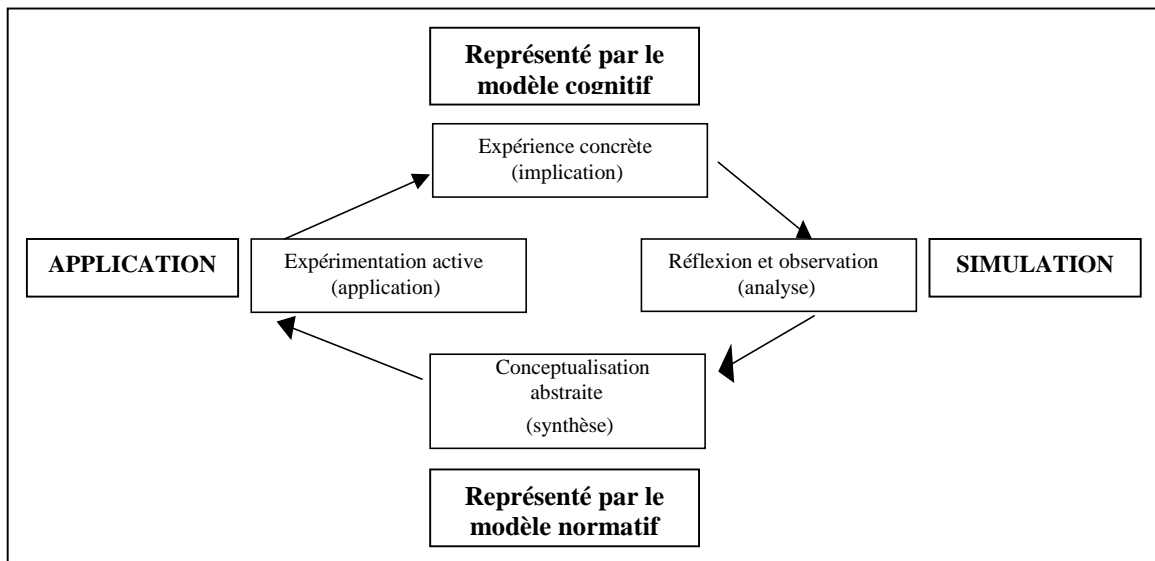 Représenté par le
modèle cognitif
Expérience concrète
(implication)
APPLICATION
Expérimentation active
(application)
Réflexion et observation
(analyse)
SIMULATION
Conceptualisation
abstraite
(synthèse)
Représenté par le
modèle normatif